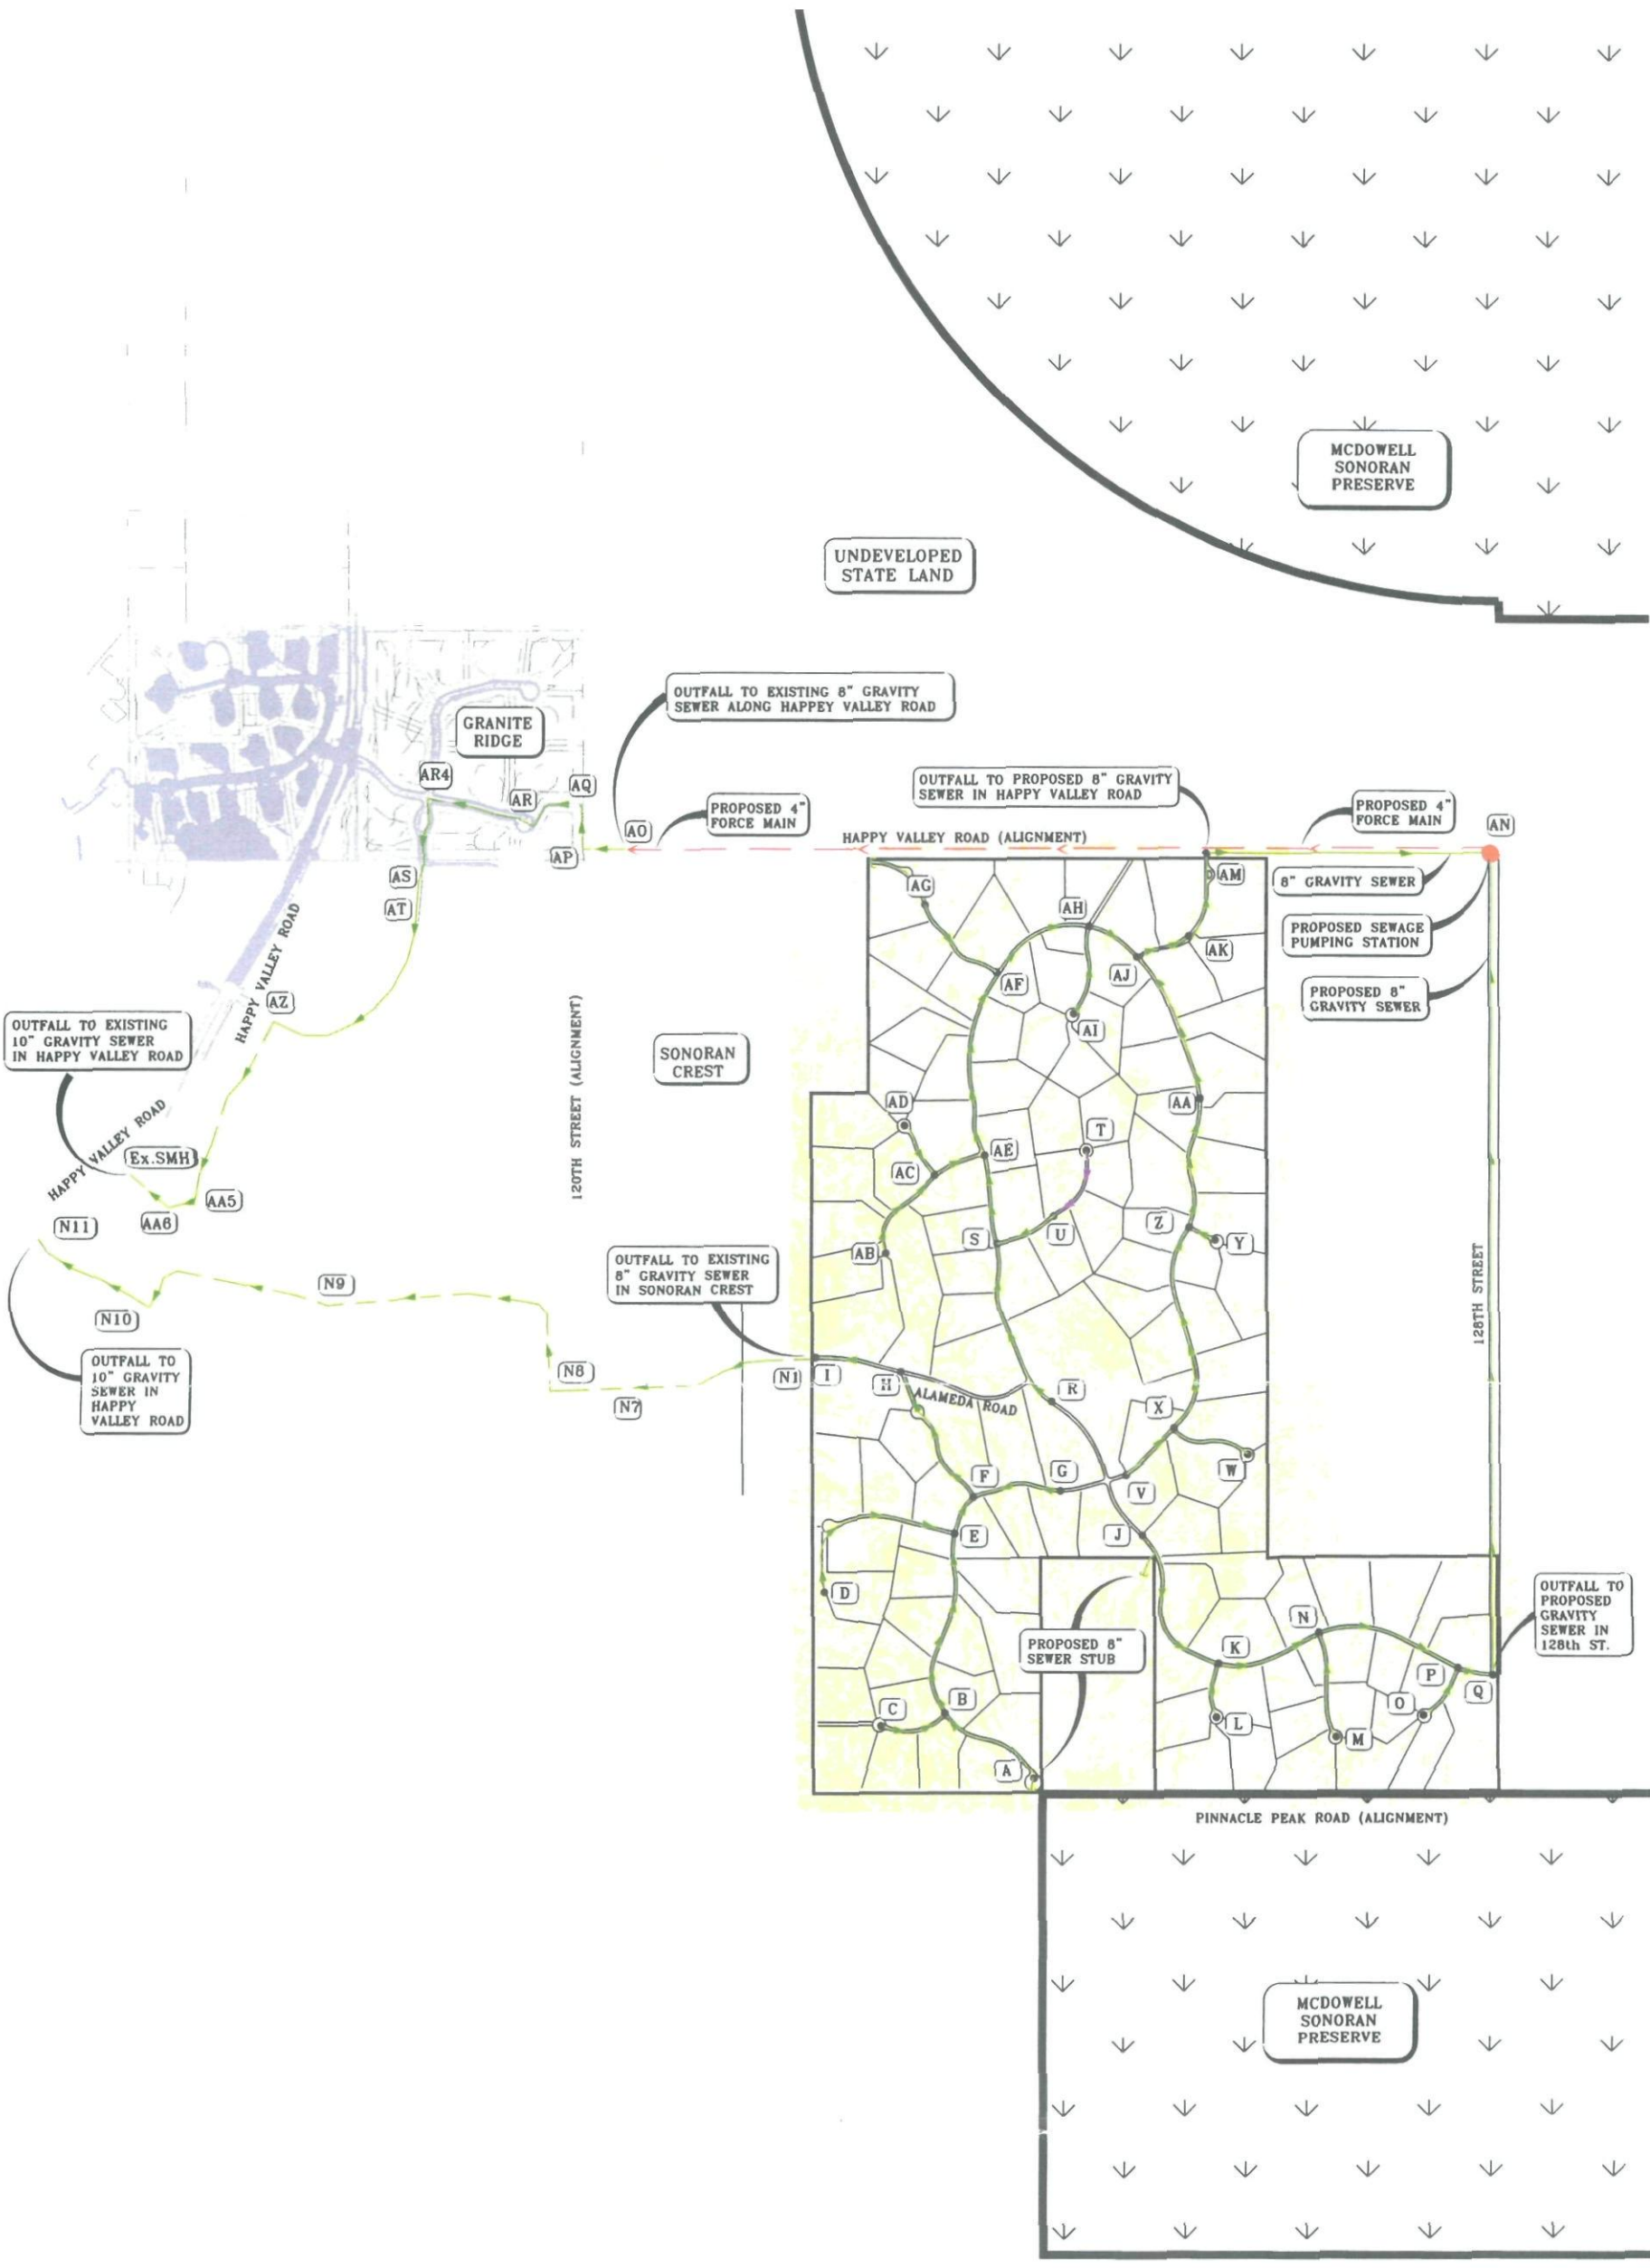 MCDOWELL
SONORAN
PRESERVE
UNDEVELOPED
STATE LAND
OUTFALL TO EXISTING 8" GRAVITY
SEWER ALONG HAPPEY VALLEY ROAD
GRANITE
RIDGE
AR4
AR
AQ
AO
AP
PROPOSED 4"
FORCE MAIN
OUTFALL TO PROPOSED 8" GRAVITY
SEWER IN HAPPY VALLEY ROAD
HAPPY VALLEY ROAD (ALIGNMENT)
PROPOSED 4"
FORCE MAIN
AN
AS
AT
AG
AH
AM
8" GRAVITY SEWER
PROPOSED SEWAGE
PUMPING STATION
AK
AJ
AF
PROPOSED 8"
GRAVITY SEWER
HAPPY VALLEY ROAD
AZ
AI
OUTFALL TO EXISTING
10" GRAVITY SEWER
IN HAPPY VALLEY ROAD
SONORAN
CREST
120TH STREET (ALIGNMENT)
AD
AA
T
HAPPY VALLEY ROAD
Ex.SMH
AE
AC
AA5
AA6
N11
S
U
Z
Y
AB
OUTFALL TO EXISTING
8" GRAVITY SEWER
IN SONORAN CREST
128TH STREET
N9
N10
OUTFALL TO
10" GRAVITY
SEWER IN
HAPPY
VALLEY ROAD
N8
N7
N1
I
H
ALAMEDA ROAD
R
X
W
F
G
V
E
J
D
OUTFALL TO
PROPOSED
GRAVITY
SEWER IN
128th ST.
N
K
PROPOSED 8"
SEWER STUB
P
Q
O
C
B
L
M
A
PINNACLE PEAK ROAD (ALIGNMENT)
MCDOWELL
SONORAN
PRESERVE